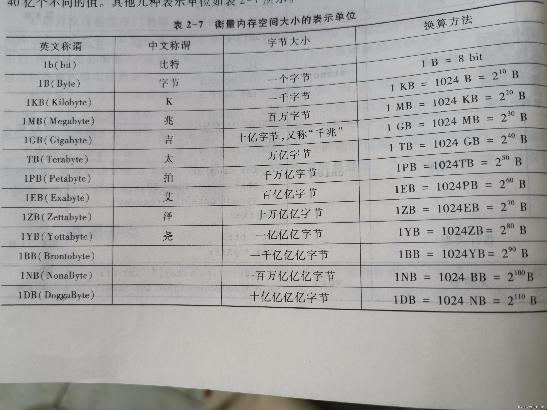 40 亿个不同的值。其他几种表示单位如表 2-7 所示。
表 2-7 衡量内存空间大小的表示单位
英文称谓 中文称谓 字节大小 换算方法
1b(bit) 比特
1B(Byte) 字节 一个字节 1 B = 8 bit
1KB(Kilobyte) K 一千字节 1 KB = 1024 B = 2^10 B
1MB(Megabyte) 兆 百万字节 1 MB = 1024 KB = 2^20 B
1GB(Gigabyte) 吉 十亿字节，又称“千兆” 1 GB = 1024 MB = 2^30 B
TB(Terabyte) 太 万亿字节 1 TB = 1024 GB = 2^40 B
1PB(Petabyte) 拍 千万亿字节 1PB = 1024TB = 2^50 B
1EB(Exabyte) 艾 百亿亿字节 1EB = 1024PB = 2^60 B
1ZB(Zettabyte) 泽 十万亿亿字节 1ZB = 1024EB = 2^70 B
1YB(Yottabyte) 尧 一亿亿亿字节 1YB = 1024ZB = 2^80 B
1BB(Brontobyte) 一千亿亿亿字节 1BB = 1024YB = 2^90 B
1NB(NonaByte) 一百万亿亿亿字节 1NB = 1024 BB = 2^100 B
1DB(DoggaByte) 十亿亿亿亿字节 1DB = 1024 NB = 2^110 B